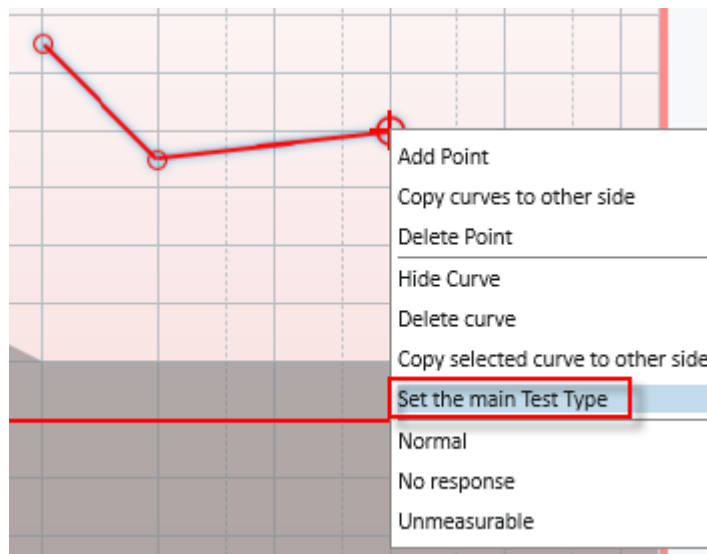 Add Point
Copy curves to other side
Delete Point
Hide Curve
Delete curve
Copy selected curve to other side
Set the main Test Type
Normal
No response
Unmeasurable